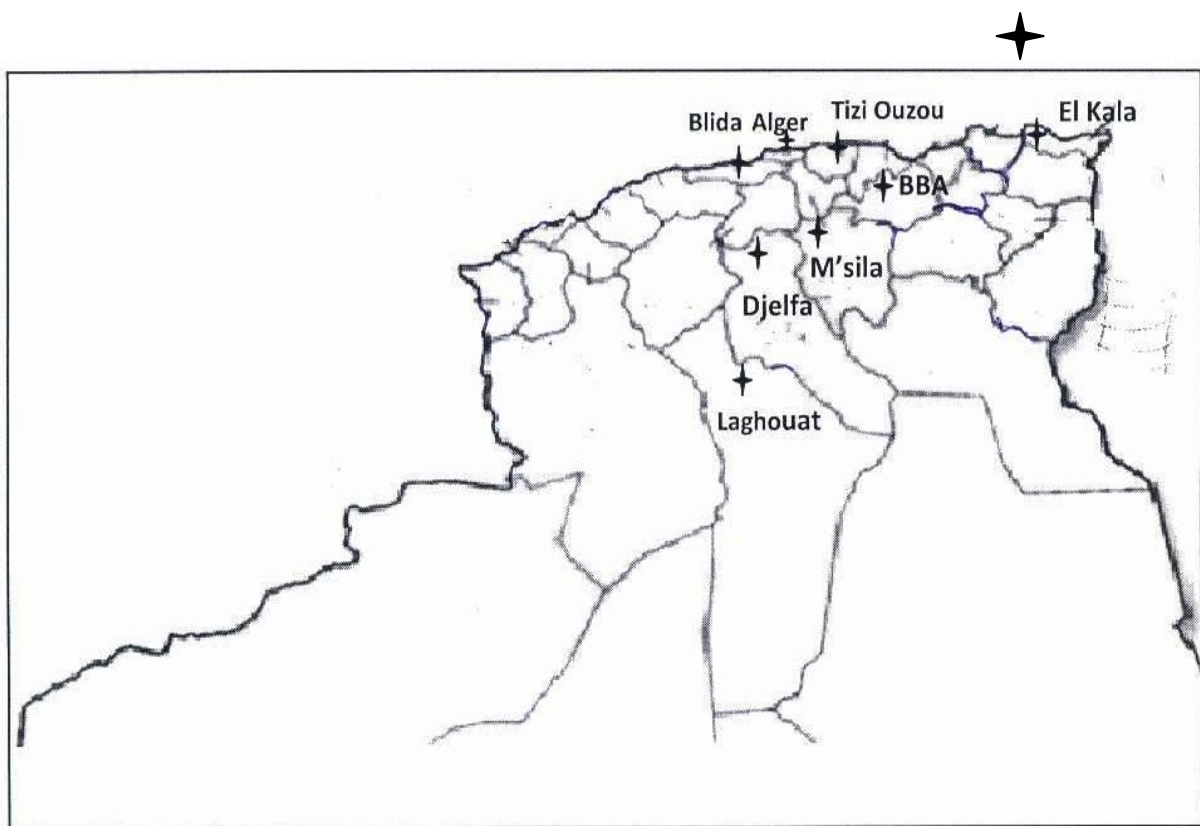 Tizi Ouzou
El Kala
Blida Alger
BBA
M'sila
Djelfa
Laghouat